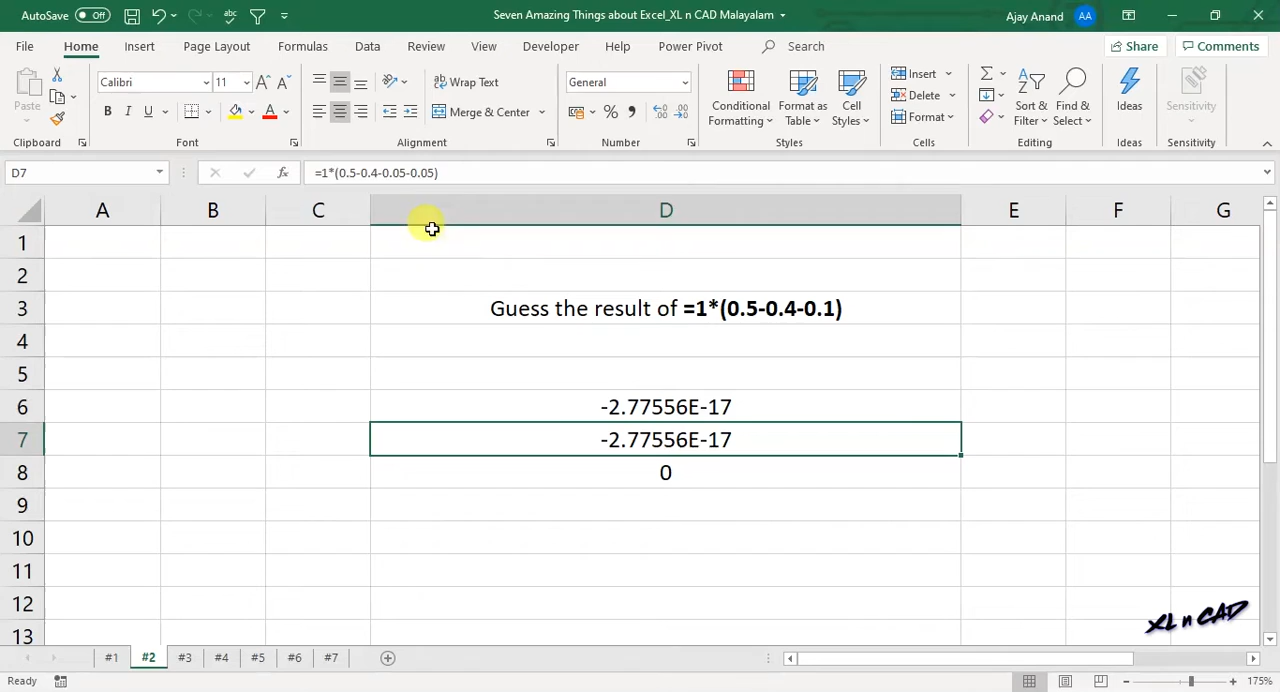 AutoSave Off
abc
Seven Amazing Things about Excel_XL n CAD Malayalam
Ajay Anand AA
File Home Insert Page Layout Formulas Data Review View Developer Help Power Pivot Search Share Comments
Paste
Clipboard
Calibri 11 A A
B I U A
Font
ab Wrap Text
Merge & Center
Alignment
General
% ,
Number
Conditional Formatting
Format as Table
Cell Styles
Styles
Insert
Delete
Format
Cells
Σ
Sort & Filter
Find & Select
Editing
Ideas
Ideas
Sensitivity
Sensitivity
D7 fx =1*(0.5-0.4-0.05-0.05)
A B C D E F G
1
2
3 Guess the result of =1*(0.5-0.4-0.1)
4
5
6 -2.77556E-17
7 -2.77556E-17
8 0
9
10
11
12
13
XL n CAD
#1 #2 #3 #4 #5 #6 #7
Ready 175%